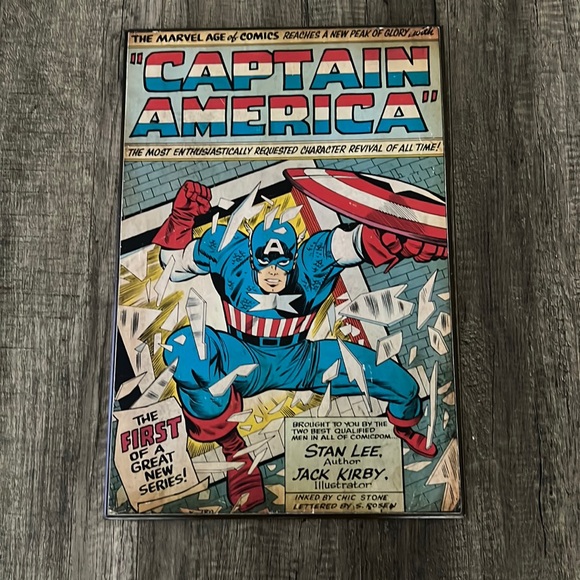 THE MARVEL AGE of COMICS REACHES A NEW PEAK OF GLORY, with
"CAPTAIN
AMERICA"
THE MOST ENTHUSIASTICALLY REQUESTED CHARACTER REVIVAL OF ALL TIME!
A
THE
FIRST
OF A
GREAT
NEW
SERIES!
BROUGHT TO YOU BY THE
TWO BEST QUALIFIED
MEN IN ALL OF COMICDOM...
STAN LEE,
Author
JACK KIRBY,
Illustrator
INKED BY CHIC STONE
LETTERED BY S. ROSEN